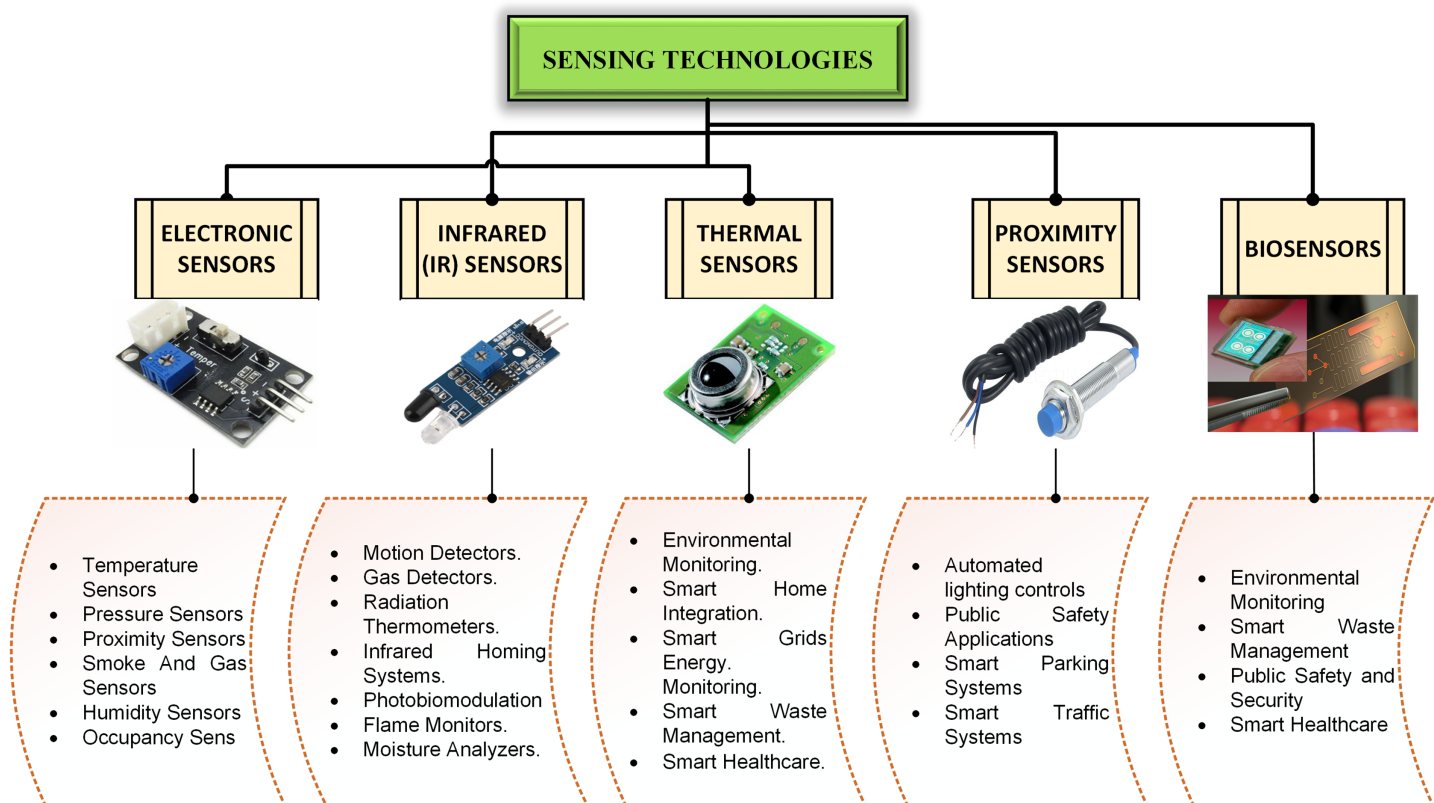 SENSING TECHNOLOGIES
ELECTRONIC
SENSORS
INFRARED
(IR) SENSORS
THERMAL
SENSORS
PROXIMITY
SENSORS
BIOSENSORS
Temper
S
+
• Temperature
Sensors
• Pressure Sensors
• Proximity Sensors
• Smoke And Gas
Sensors
• Humidity Sensors
• Occupancy Sens
• Motion Detectors.
• Gas Detectors.
• Radiation
Thermometers.
• Infrared Homing
Systems.
• Photobiomodulation
• Flame Monitors.
• Moisture Analyzers.
• Environmental
Monitoring.
• Smart Home
Integration.
• Smart Grids
Energy.
Monitoring.
• Smart Waste
Management.
• Smart Healthcare.
• Automated
lighting controls
• Public Safety
Applications
• Smart Parking
Systems
• Smart Traffic
Systems
• Environmental
Monitoring
• Smart Waste
Management
• Public Safety and
Security
• Smart Healthcare